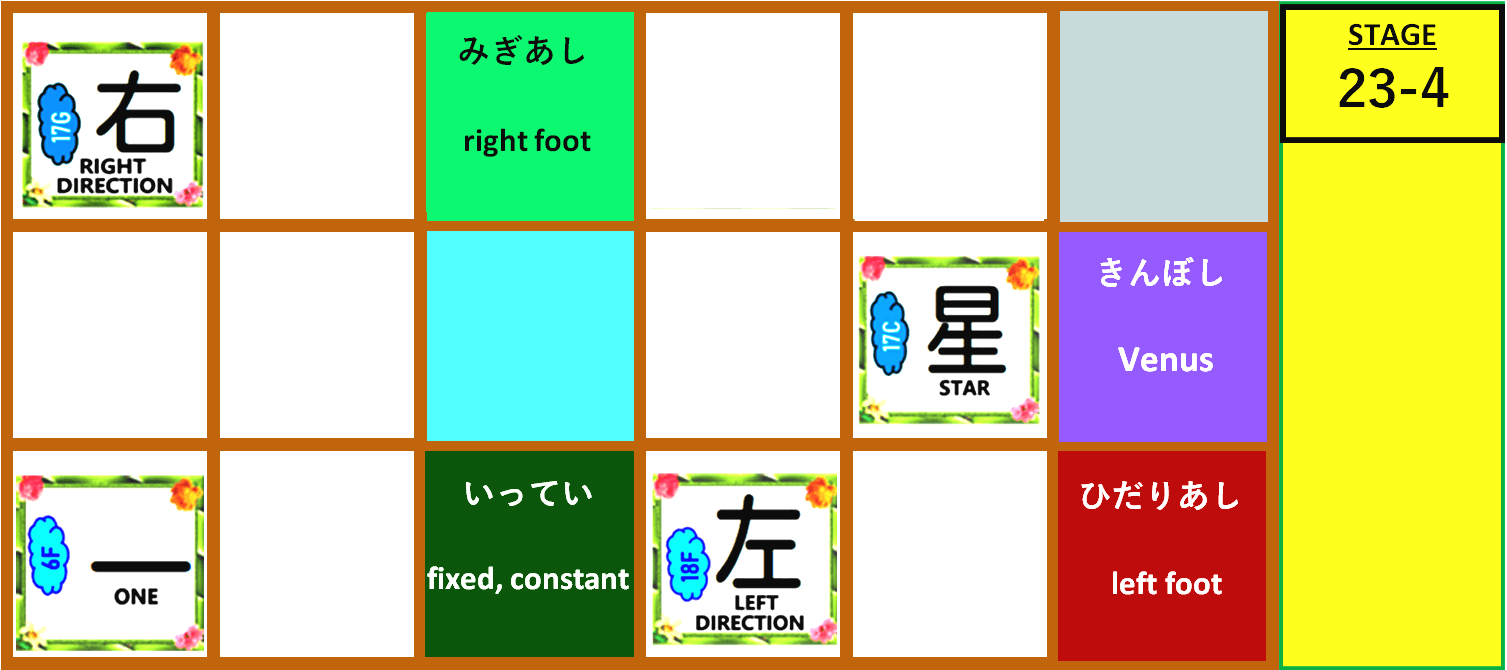 17G
右
RIGHT
DIRECTION
みぎあし
right foot
STAGE
23-4
17C
星
STAR
きんぼし
Venus
6F
一
ONE
いってい
fixed, constant
18F
左
LEFT
DIRECTION
ひだりあし
left foot